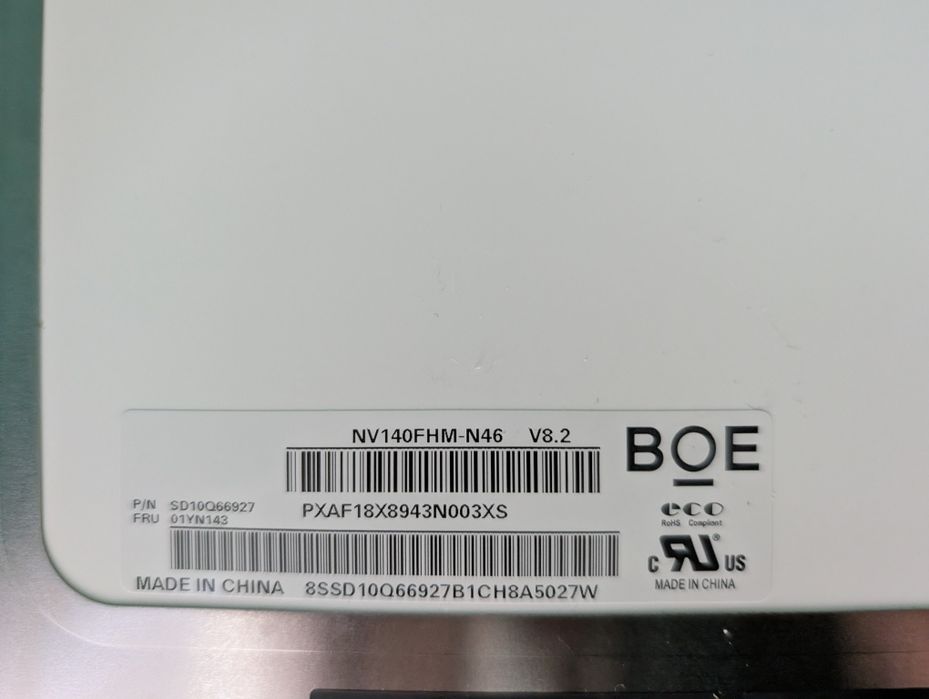 NV140FHM-N46 V8.2
BOE
P/N SD10Q66927
FRU 01YN143
PXAF18X8943N003XS
eco
RoHS Compliant
c RU ® US
MADE IN CHINA 8SSD10Q66927B1CH8A5027W
MADE IN CHINA